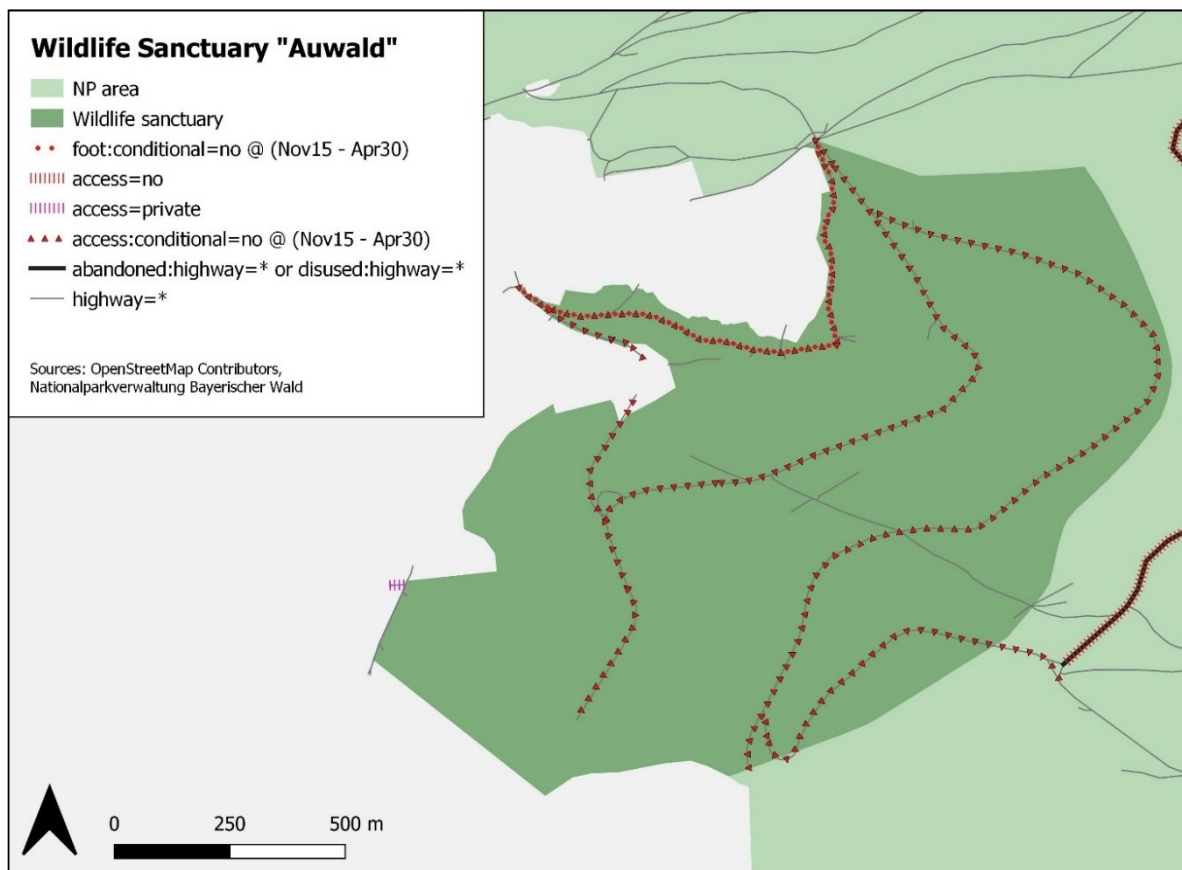 Wildlife Sanctuary "Auwald"
NP area
Wildlife sanctuary
foot:conditional=no @ (Nov15 - Apr30)
access=no
access=private
access:conditional=no @ (Nov15 - Apr30)
abandoned:highway=* or disused:highway=*
highway=*
Sources: OpenStreetMap Contributors,
Nationalparkverwaltung Bayerischer Wald
0 250 500 m